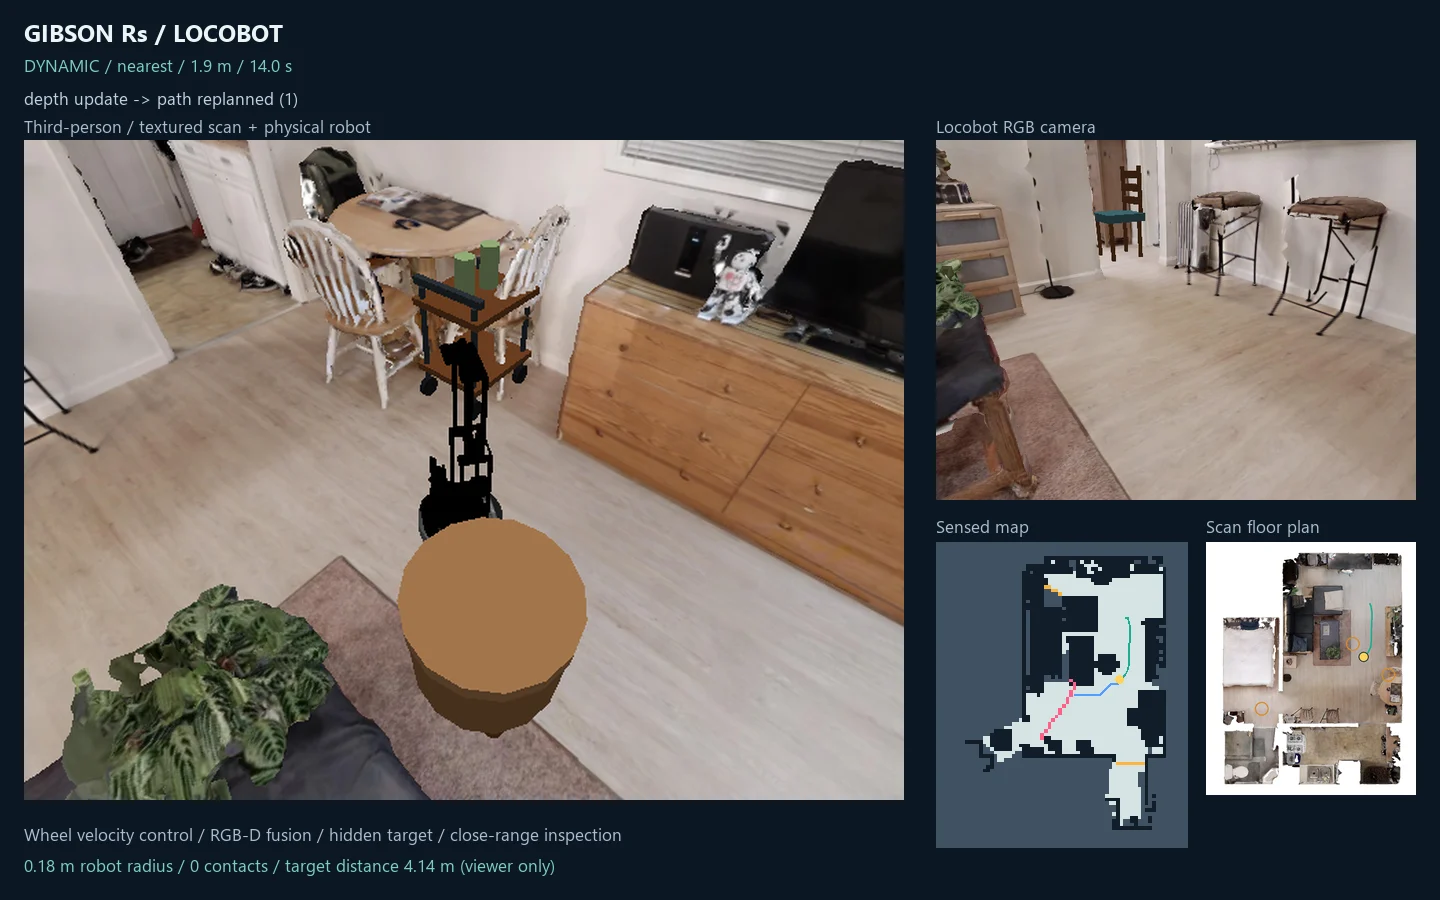 GIBSON Rs / LOCOBOT
DYNAMIC / nearest / 1.9 m / 14.0 s
depth update -> path replanned (1)
Third-person / textured scan + physical robot
Locobot RGB camera
Sensed map
Scan floor plan
Wheel velocity control / RGB-D fusion / hidden target / close-range inspection
0.18 m robot radius / 0 contacts / target distance 4.14 m (viewer only)